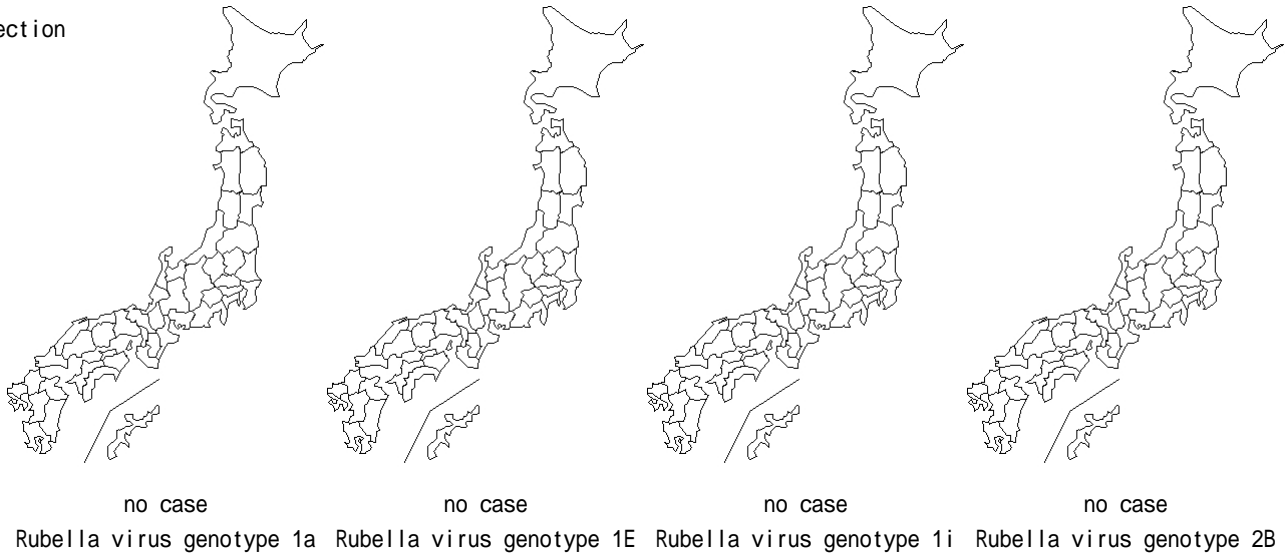 ection
no case
no case
no case
no case
Rubella virus genotype 1a
Rubella virus genotype 1E
Rubella virus genotype 1i
Rubella virus genotype 2B